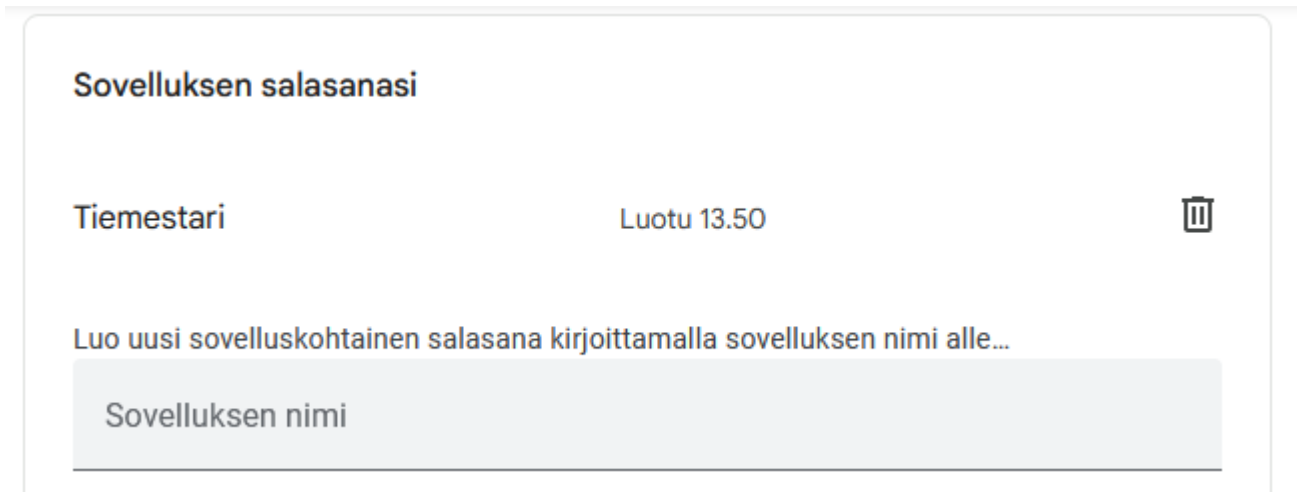 Sovelluksen salasanasi
Tiemestari Luotu 13.50
Luo uusi sovelluskohtainen salasana kirjoittamalla sovelluksen nimi alle…
Sovelluksen nimi